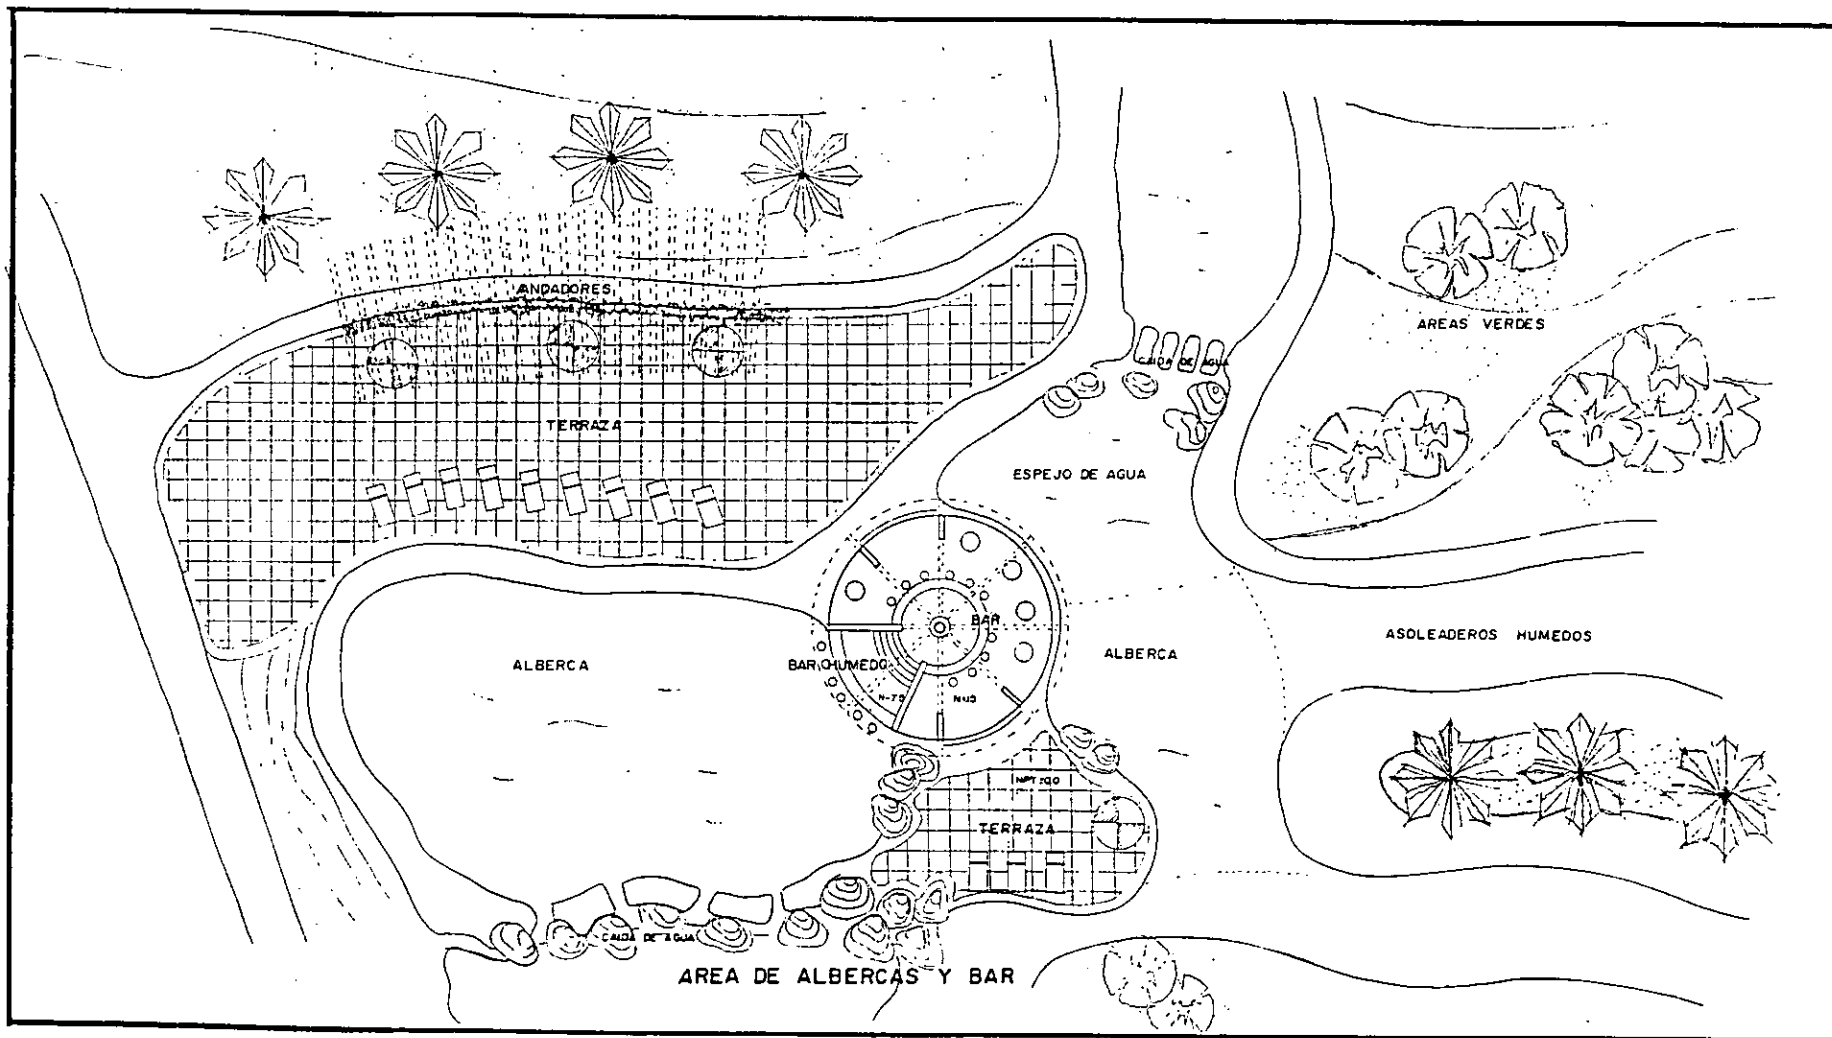 ANDADORES
AREAS VERDES
CAIDA DE AGUA
TERRAZA
ESPEJO DE AGUA
BAR
ASOLEADEROS HUMEDOS
ALBERCA
BAR HUMEDO
ALBERCA
TERRAZA
CAIDA DE AGUA
AREA DE ALBERCAS Y BAR